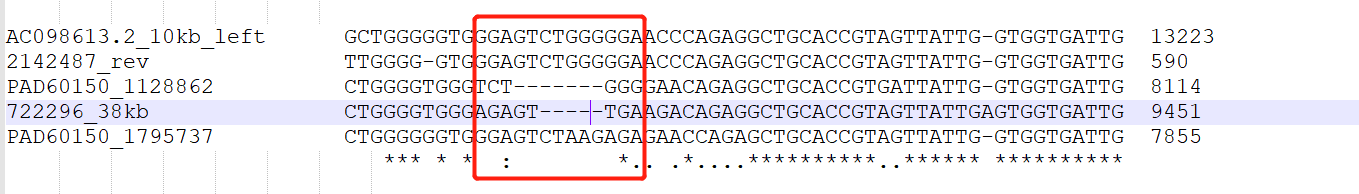 AC098613.2_10kb_left GCTGGGGGTGGGAGTCTGGGGGAACCCAGAGGCTGCACCGTAGTTATTG-GTGGTGATTG 13223
2142487_rev TTGGGG-GTGGGAGTCTGGGGGAACCCAGAGGCTGCACCGTAGTTATTG-GTGGTGATTG 590
PAD60150_1128862 CTGGGGTGGGTCT-------GGGGAACAGAGGCTGCACCGTGATTATTG-GTGGTGATTG 8114
722296_38kb CTGGGGTGGGAGAGT-----TGAAGACAGAGGCTGCACCGTAGTTATTGAGTGGTGATTG 9451
PAD60150_1795737 CTGGGGGGTGGGAGTCTAAGAGAGAACCAGAGCTGCACCGTAGTTATTG-GTGGTGATTG 7855
*** * *  :        *.. .*....**********..****** **********